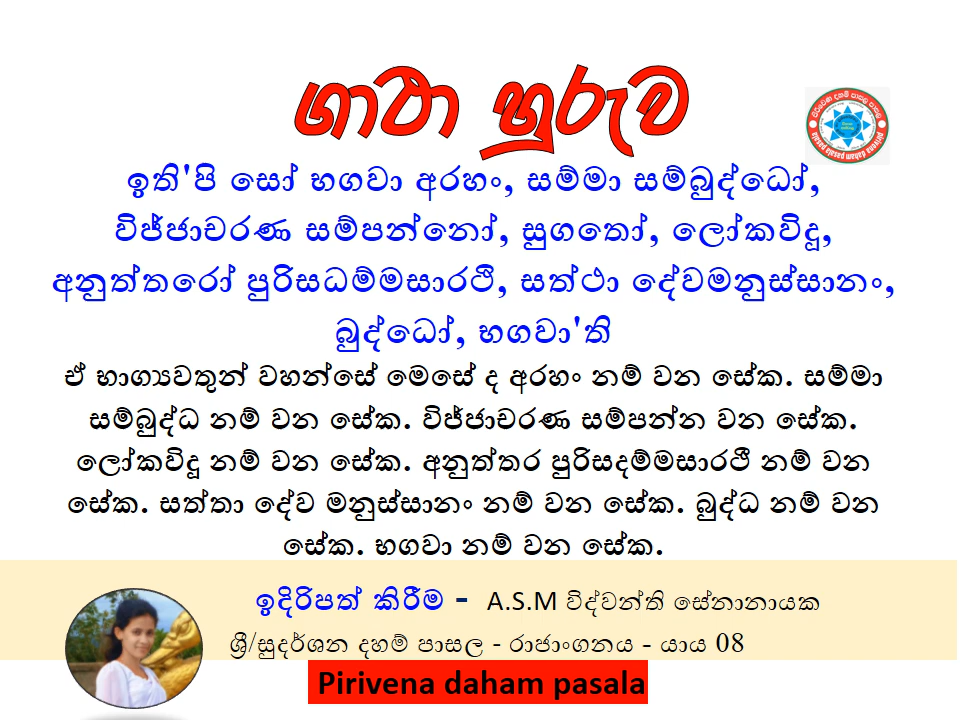 ගාථා හුරුව
ඉති'පි සෝ භගවා අරහං, සම්මා සම්බුද්ධෝ,
විජ්ජාචරණ සම්පන්නෝ, සුගතෝ, ලෝකවිදූ,
අනුත්තරෝ පුරිසධම්මසාරථි, සත්ථා දේවමනුස්සානං,
බුද්ධෝ, භගවා'ති
ඒ භාග්‍යවතුන් වහන්සේ මෙසේ ද අරහං නම් වන සේක. සම්මා
සම්බුද්ධ නම් වන සේක. විජ්ජාචරණ සම්පන්න වන සේක.
ලෝකවිදූ නම් වන සේක. අනුත්තර පුරිසදම්මසාරථී නම් වන
සේක. සත්තා දේව මනුස්සානං නම් වන සේක. බුද්ධ නම් වන
සේක. භගවා නම් වන සේක.
ඉදිරිපත් කිරීම - A.S.M විද්වන්ති සේනානායක
ශ්‍රී/සුදර්ශන දහම් පාසල - රාජාංගනය - යාය 08
Pirivena daham pasala